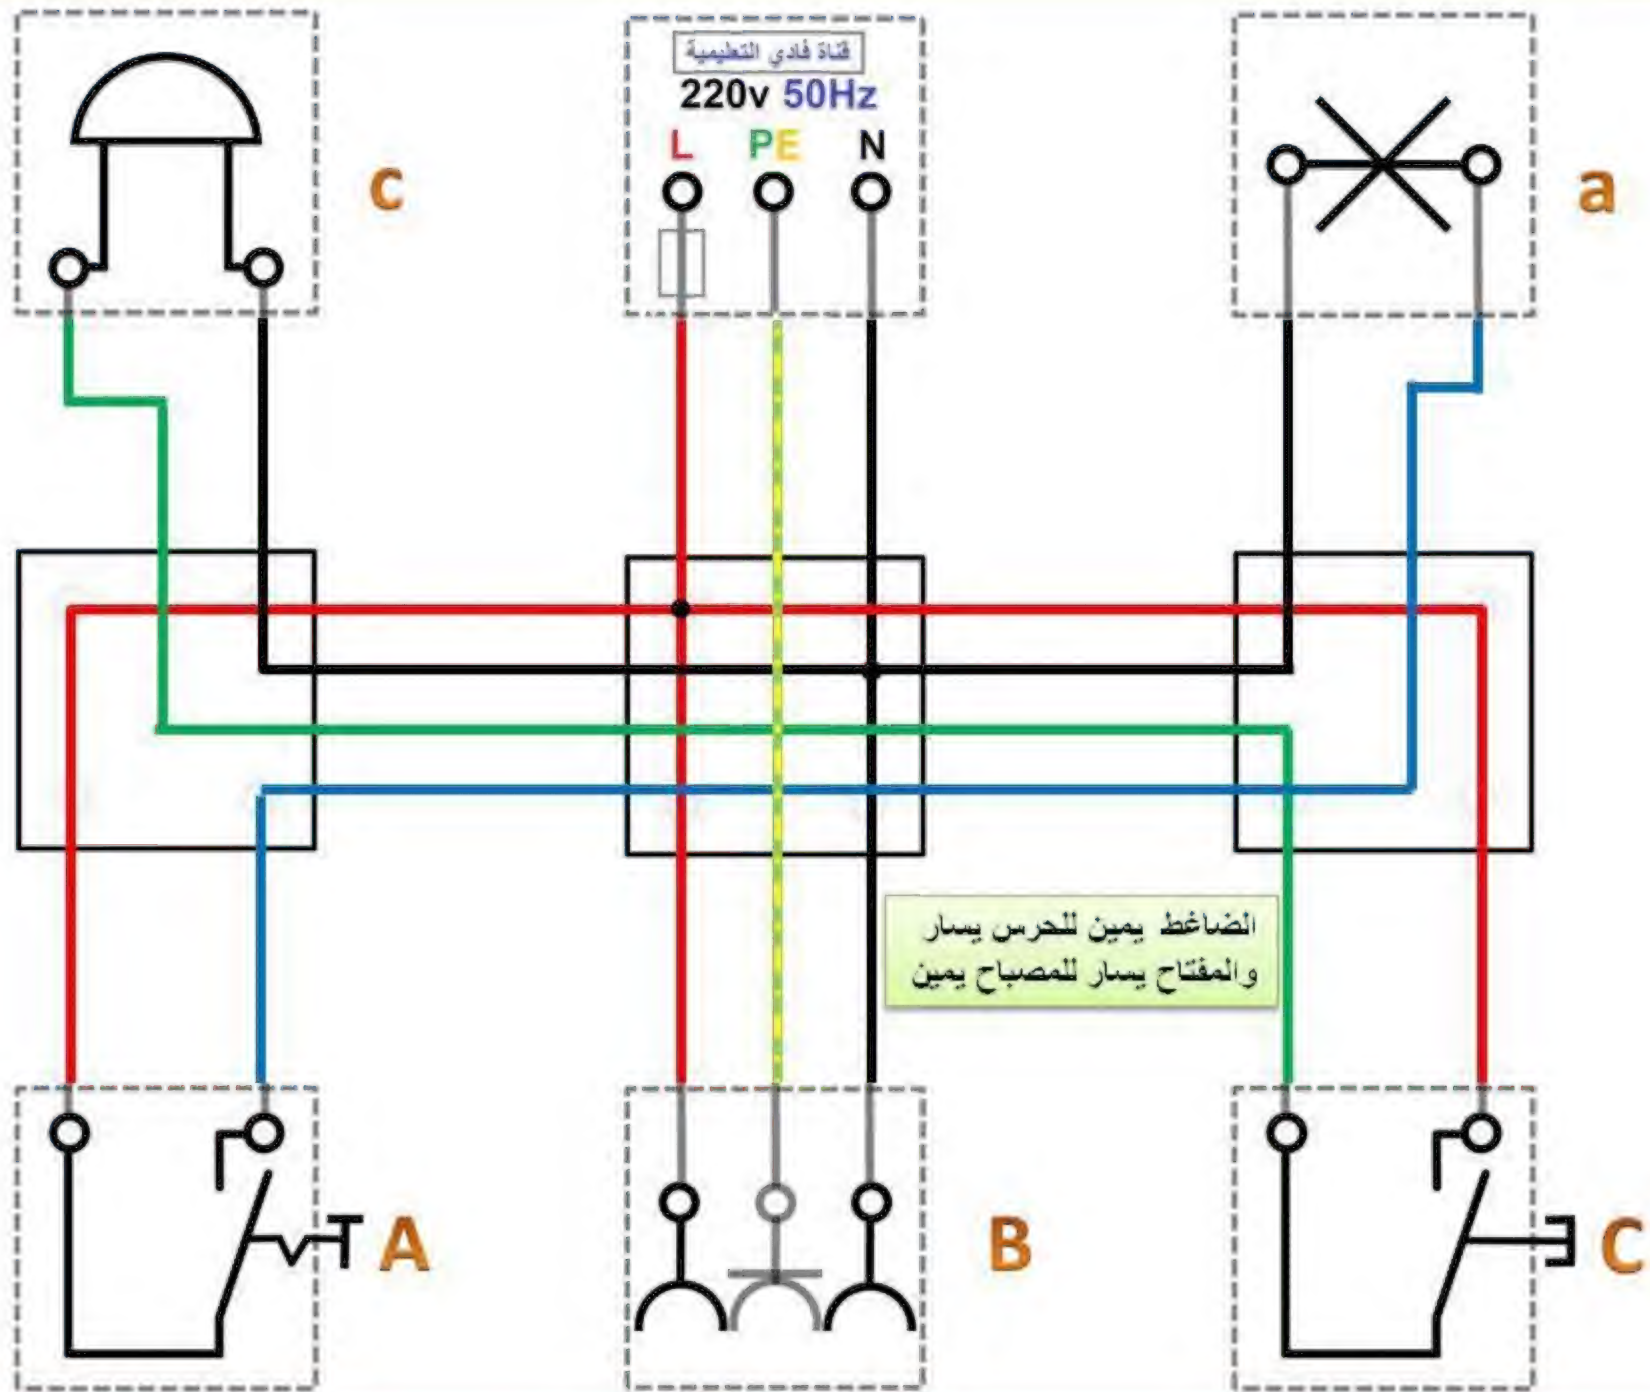 قناة فادي التعليمية
220v 50Hz
L PE N
c
a
الضاغط يمين للجرس يسار
والمفتاح يسار للمصباح يمين
A
B
C